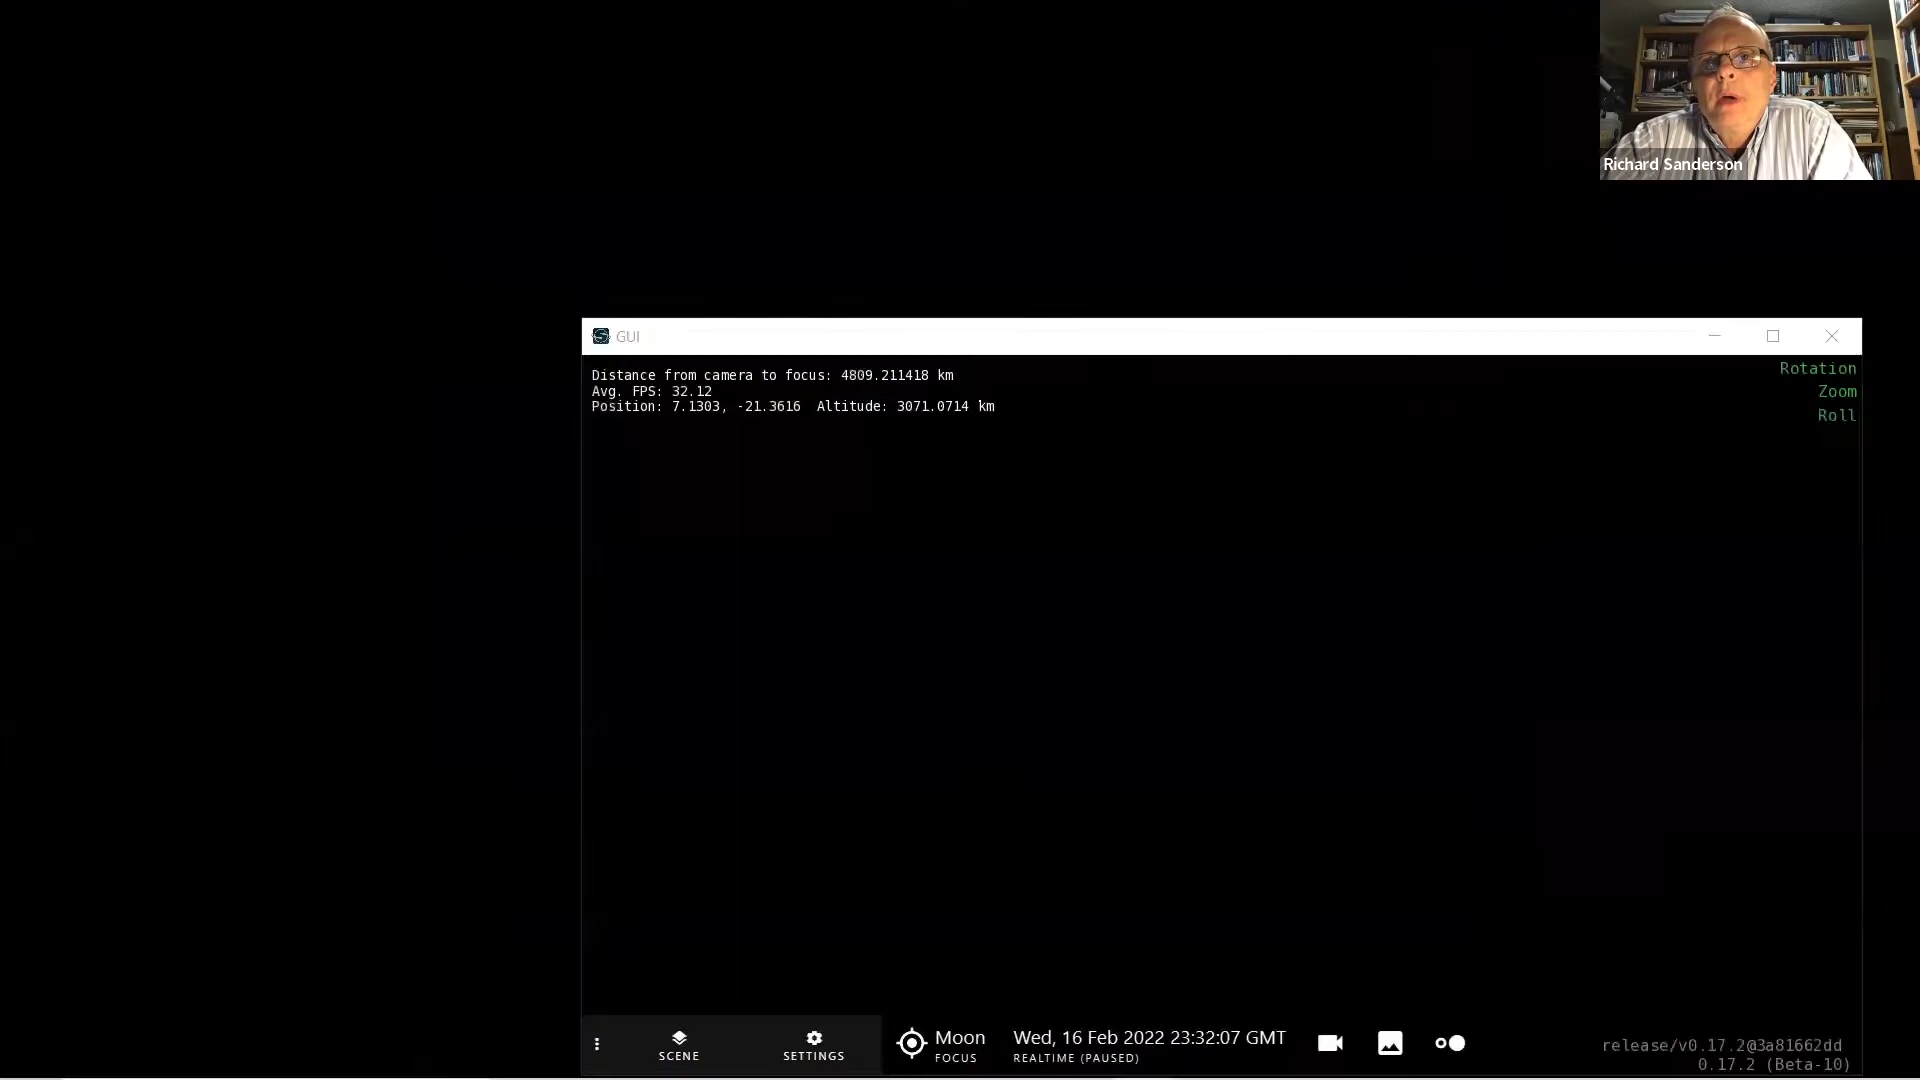 Richard Sanderson
GUI
Distance from camera to focus: 4809.211418 km
Avg. FPS: 32.12
Position: 7.1303, -21.3616 Altitude: 3071.0714 km
Rotation
Zoom
Roll
SCENE
SETTINGS
Moon
FOCUS
Wed, 16 Feb 2022 23:32:07 GMT
REALTIME (PAUSED)
release/v0.17.2@3a81662dd
0.17.2 (Beta-10)